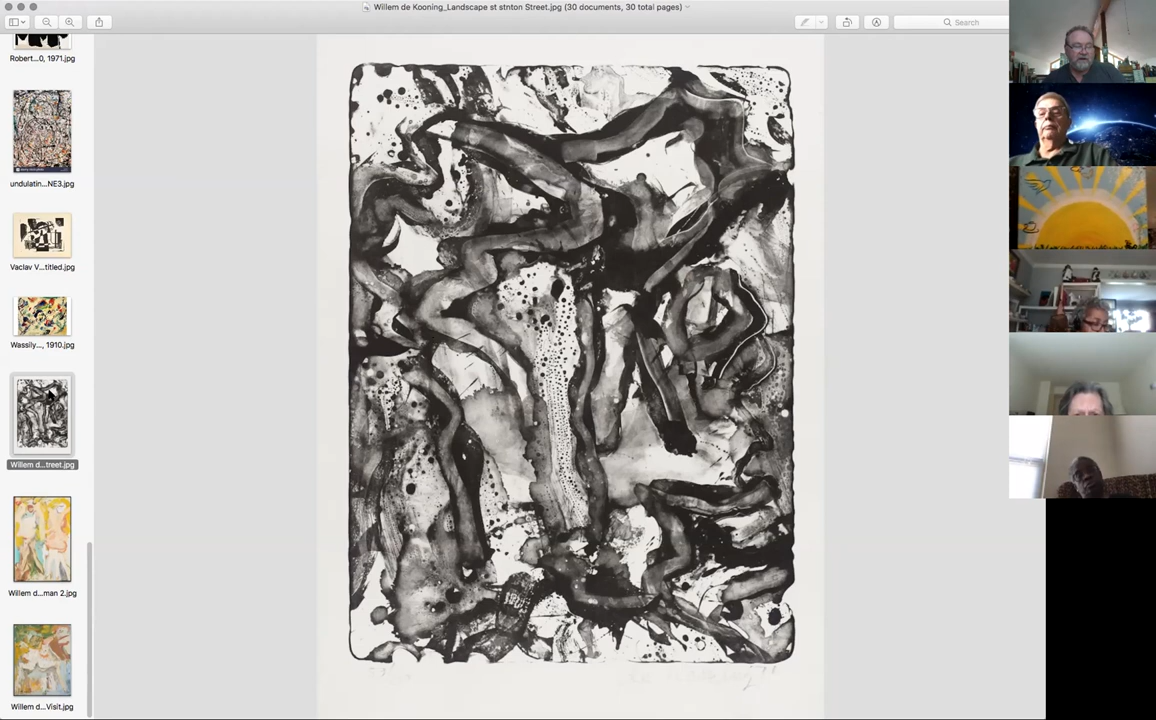 Willem de Kooning_Landscape st stnton Street.jpg (30 documents, 30 total pages)
Search
Robert...0, 1971.jpg
undulatin...NE3.jpg
Vaclav V...titled.jpg
Wassily..., 1910.jpg
Willem d...treet.jpg
Willem d...man 2.jpg
Willem d...Visit.jpg